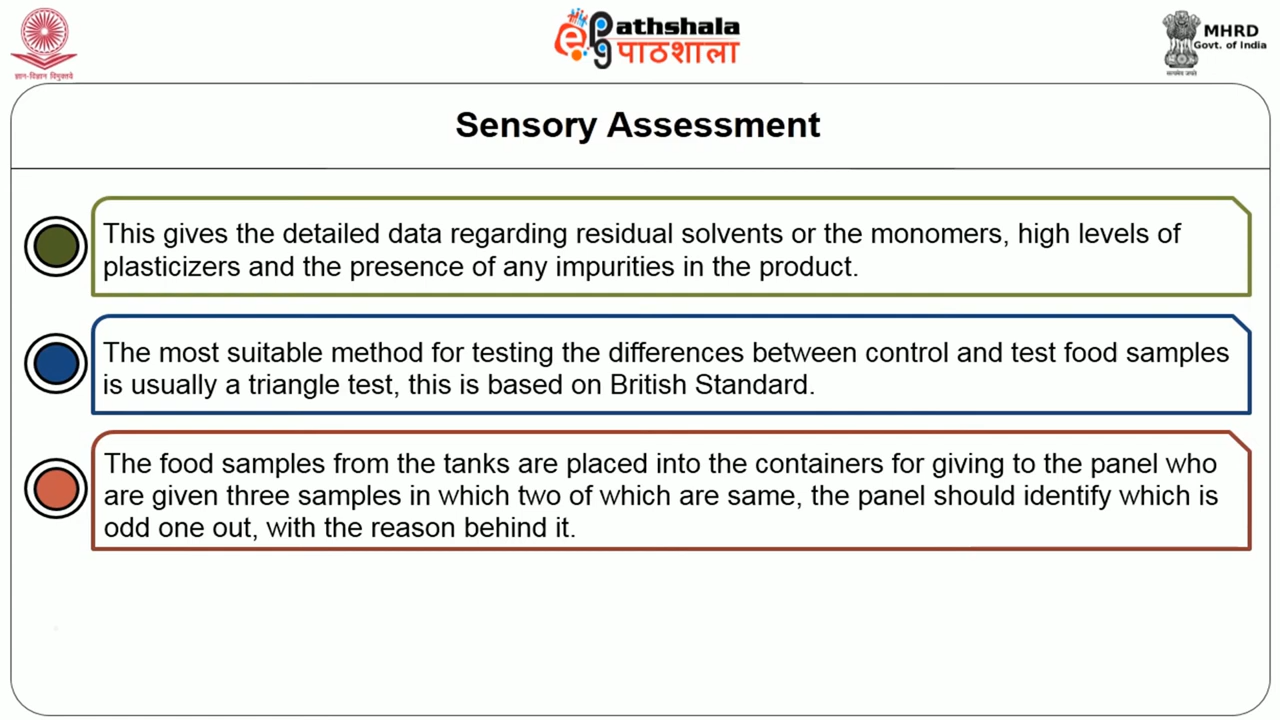 ज्ञान-विज्ञान विमुक्तये
ePathshala
पाठशाला
सत्यमेव जयते
MHRD
Govt. of India
Sensory Assessment
This gives the detailed data regarding residual solvents or the monomers, high levels of
plasticizers and the presence of any impurities in the product.
The most suitable method for testing the differences between control and test food samples
is usually a triangle test, this is based on British Standard.
The food samples from the tanks are placed into the containers for giving to the panel who
are given three samples in which two of which are same, the panel should identify which is
odd one out, with the reason behind it.